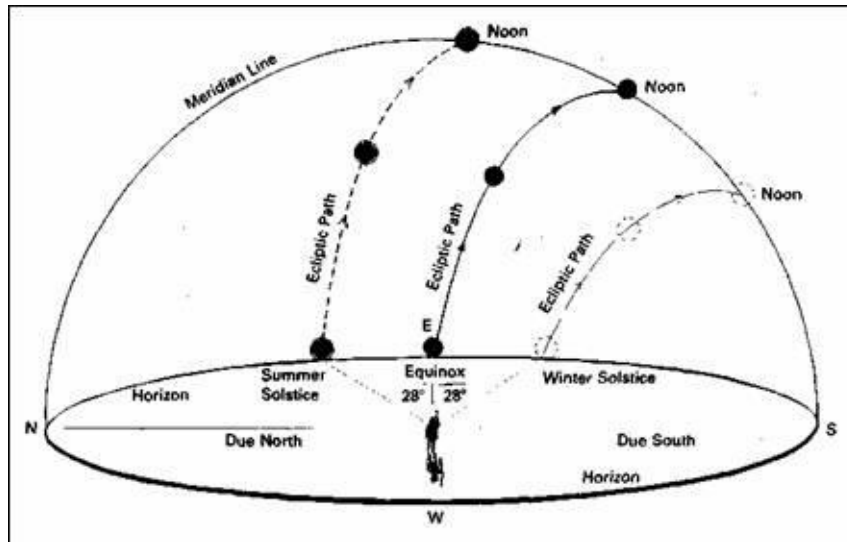 Noon
Meridian Line
Noon
Noon
Ecliptic Path
Ecliptic Path
Ecliptic Path
E
Summer
Solstice
Equinox
28° 28°
Winter Solstice
Horizon
N
Due North
Due South
S
Horizon
W